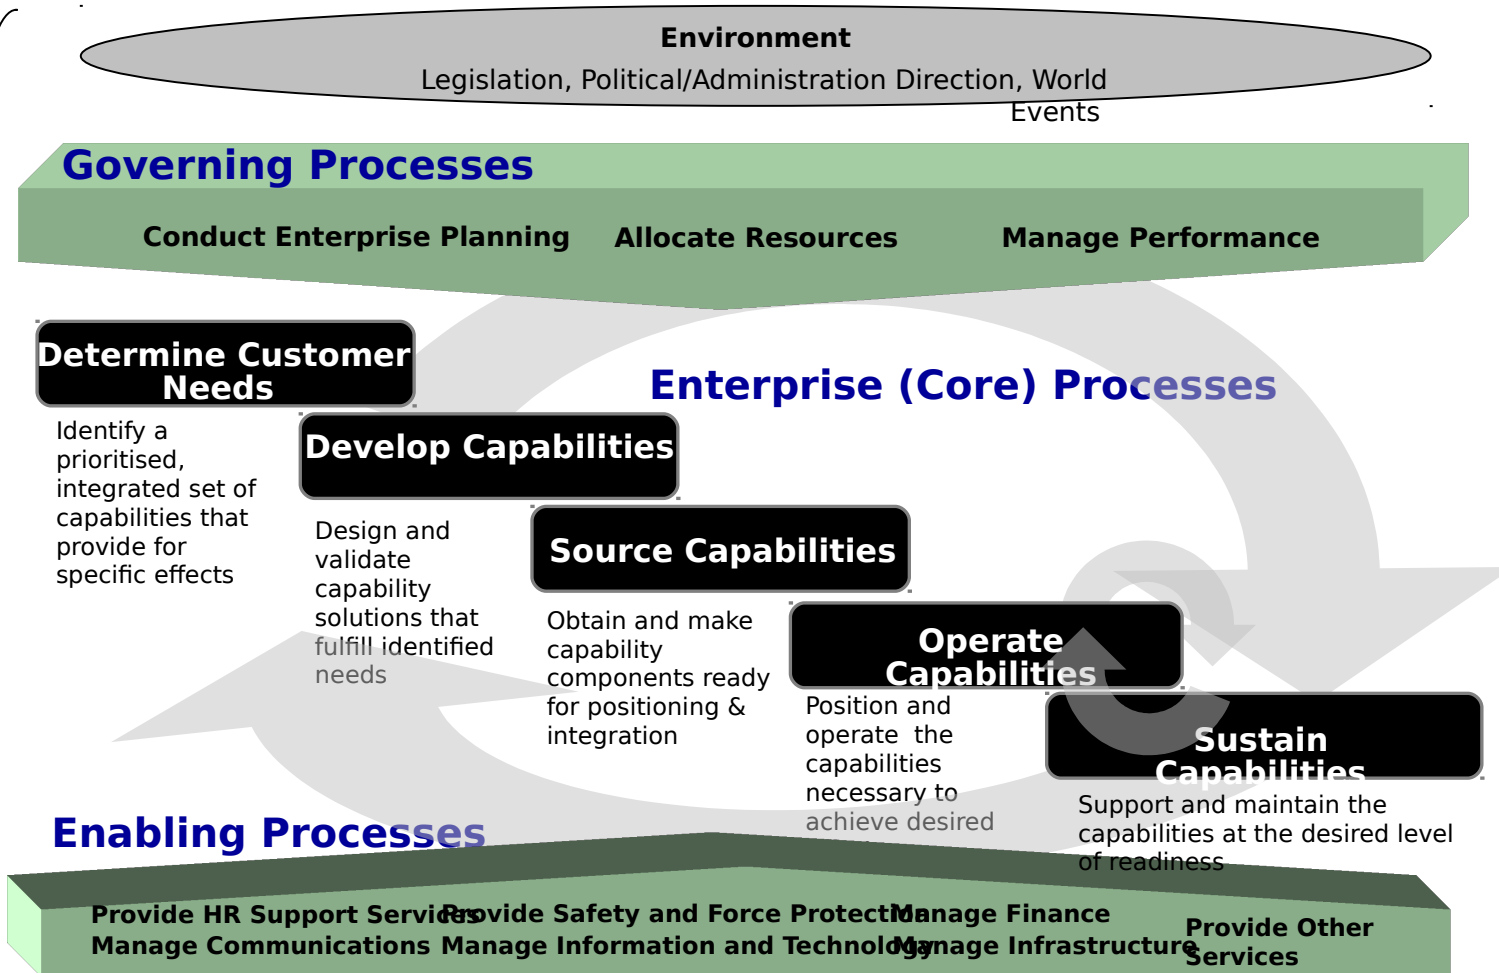 Environment
Legislation, Political/Administration Direction, World
Events
Governing Processes
Conduct Enterprise Planning
Allocate Resources
Manage Performance
Enterprise (Core) Processes
Determine Customer
Needs
Identify a
prioritised,
integrated set of
capabilities that
provide for
specific effects
Develop Capabilities
Design and
validate
capability
solutions that
fulfill identified
needs
Source Capabilities
Obtain and make
capability
components ready
for positioning &
integration
Operate
Capabilities
Position and
operate  the
capabilities
necessary to
achieve desired
Sustain
Capabilities
Support and maintain the
capabilities at the desired level
of readiness
Enabling Processes
Provide HR Support Services
Manage Communications
Provide Safety and Force Protection
Manage Information and Technology
Manage Finance
Manage Infrastructure
Provide Other
Services